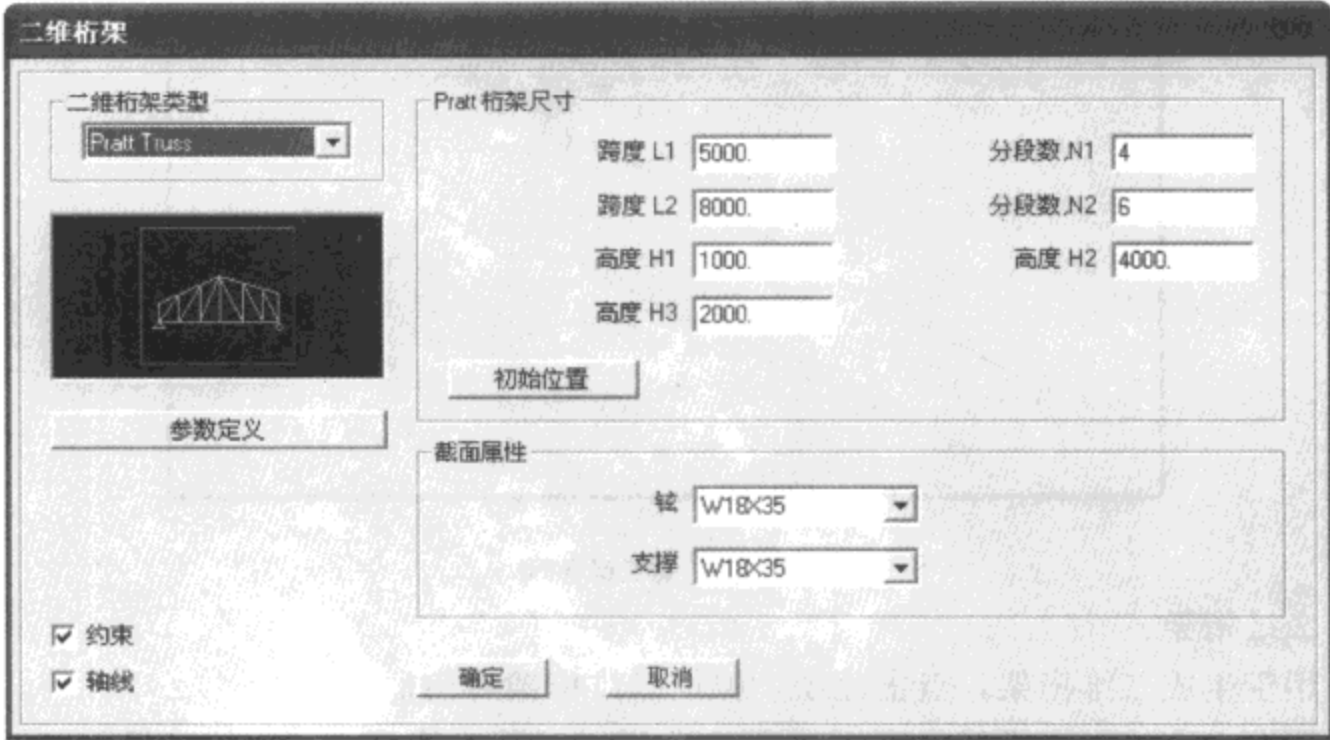 二维桁架
二维桁架类型
Pratt Truss
参数定义
约束
轴线
Pratt 桁架尺寸
跨度 L1 5000. 分段数,N1 4
跨度 L2 8000. 分段数,N2 6
高度 H1 1000. 高度 H2 4000.
高度 H3 2000.
初始位置
截面属性
铉 W18X35
支撑 W18X35
确定 取消